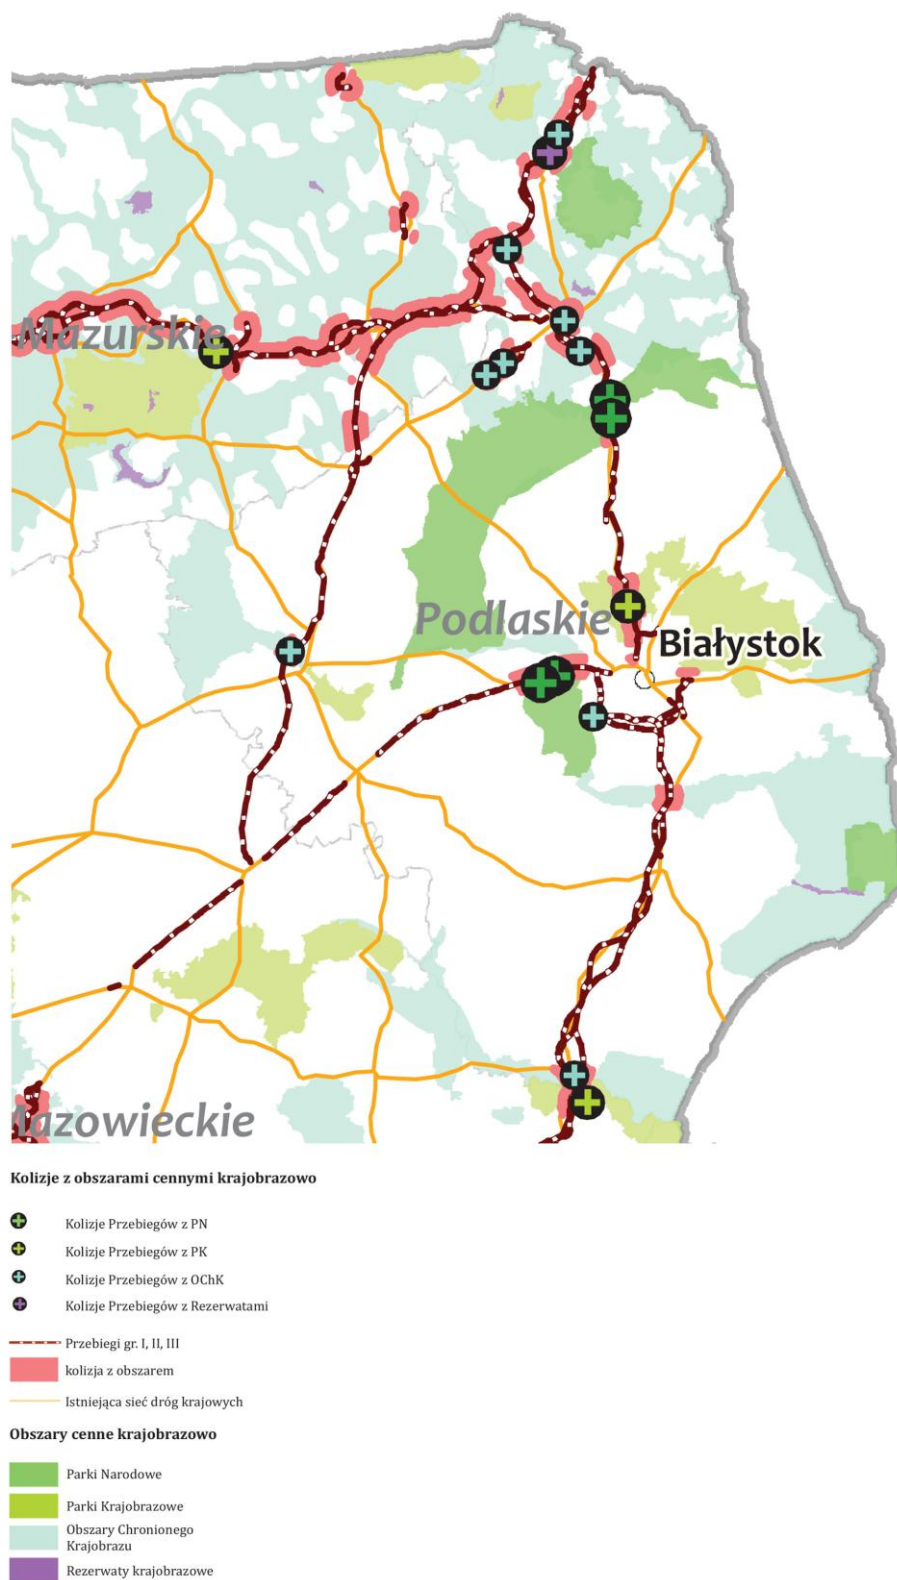 Mazurskie
Podlaskie
Białystok
Mazowieckie
Kolizje z obszarami cennymi krajobrazowo
Kolizje Przebiegów z PN
Kolizje Przebiegów z PK
Kolizje Przebiegów z OChK
Kolizje Przebiegów z Rezerwatami
Przebiegi gr. I, II, III
kolizja z obszarem
Istniejąca sieć dróg krajowych
Obszary cenne krajobrazowo
Parki Narodowe
Parki Krajobrazowe
Obszary Chronionego
Krajobrazu
Rezerwaty krajobrazowe